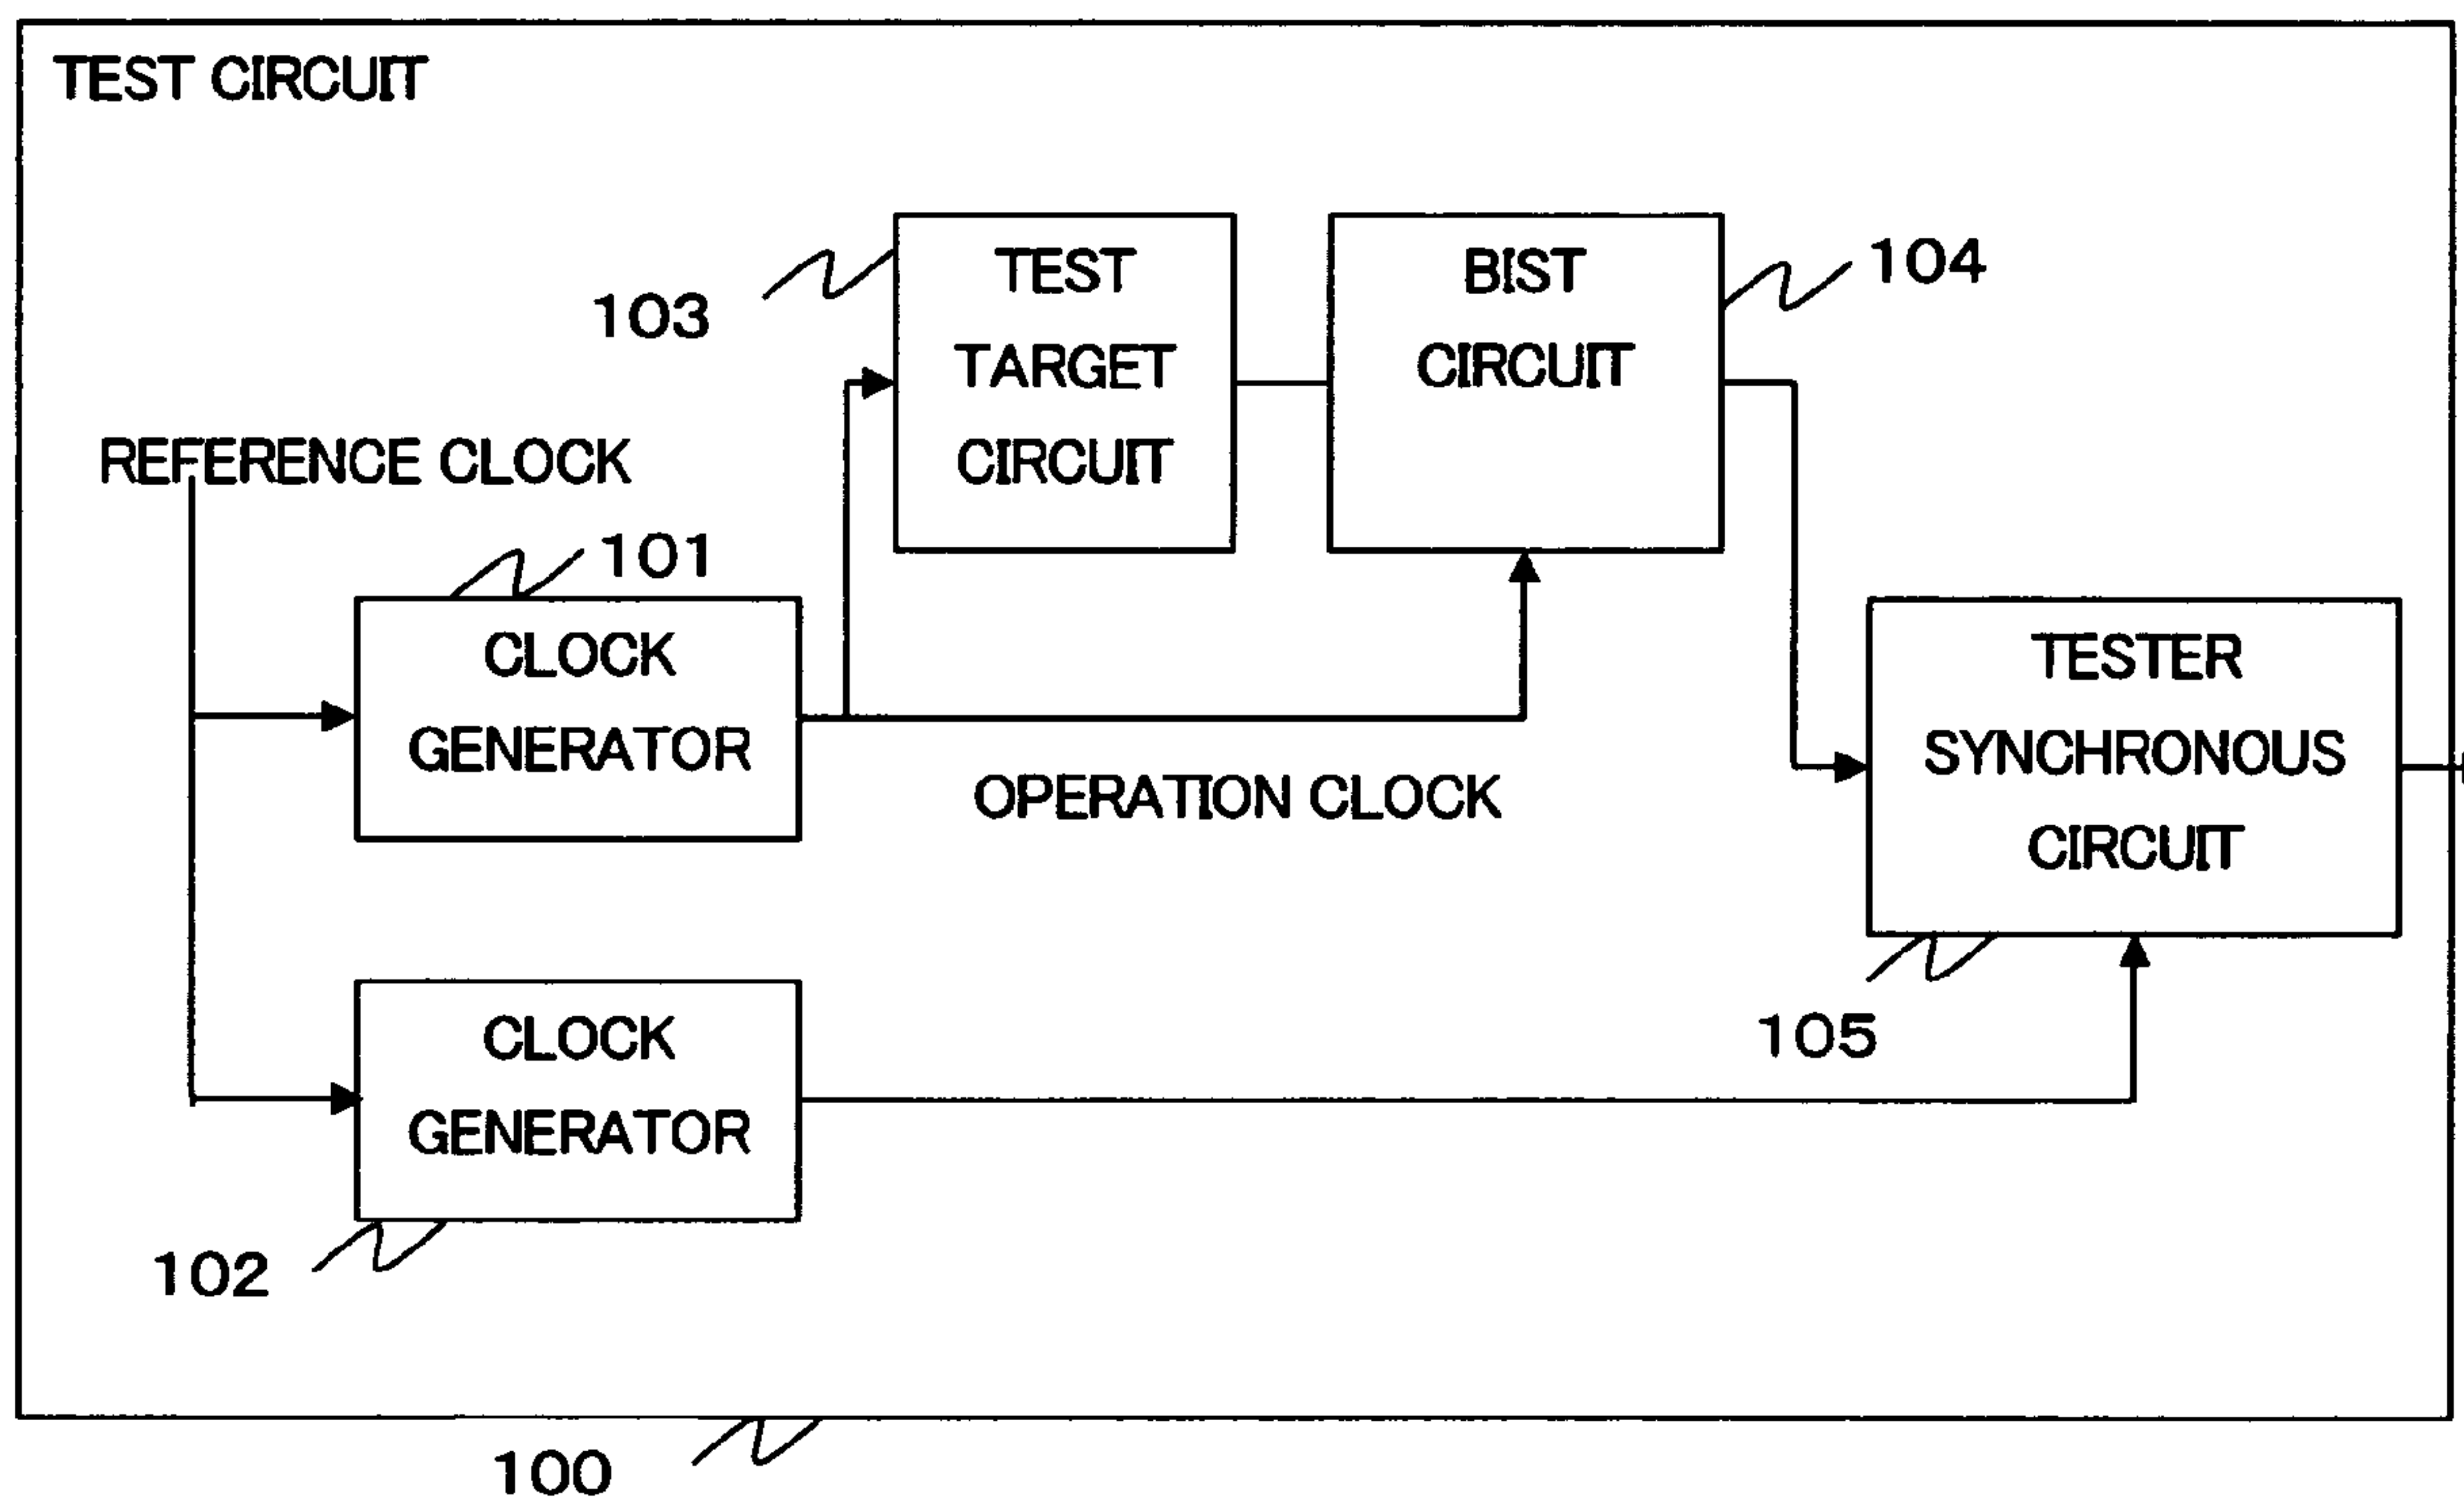 TEST CIRCUIT
TEST
TARGET
CIRCUIT
103
BIST
CIRCUIT
104
REFERENCE CLOCK
101
CLOCK
GENERATOR
OPERATION CLOCK
TESTER
SYNCHRONOUS
CIRCUIT
105
CLOCK
GENERATOR
102
100